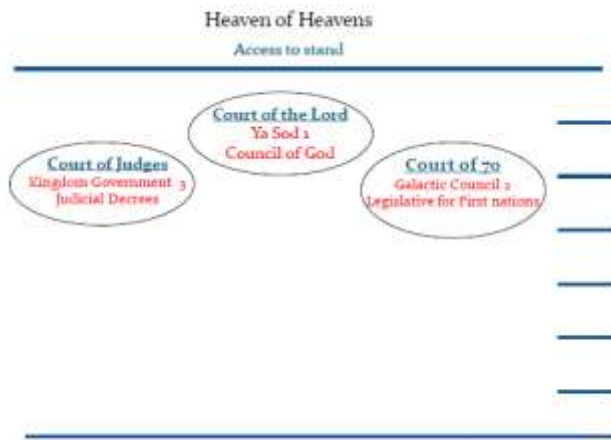 Heaven of Heavens
Access to stand
Court of the Lord
Ya Sod 1
Council of God
Court of Judges
Kingdom Government 3
Judicial Decrees
Court of 70
Galactic Council 2
Legislative for First nations